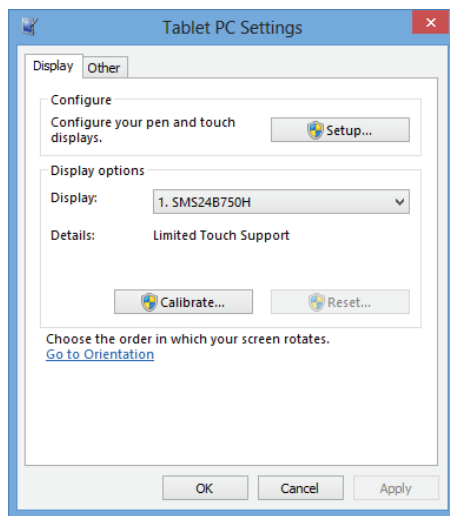 Tablet PC Settings
Display
Other
Configure
Configure your pen and touch
displays.
Setup...
Display options
Display:
1. SMS24B750H
Details:
Limited Touch Support
Calibrate...
Reset...
Choose the order in which your screen rotates.
Go to Orientation
OK
Cancel
Apply